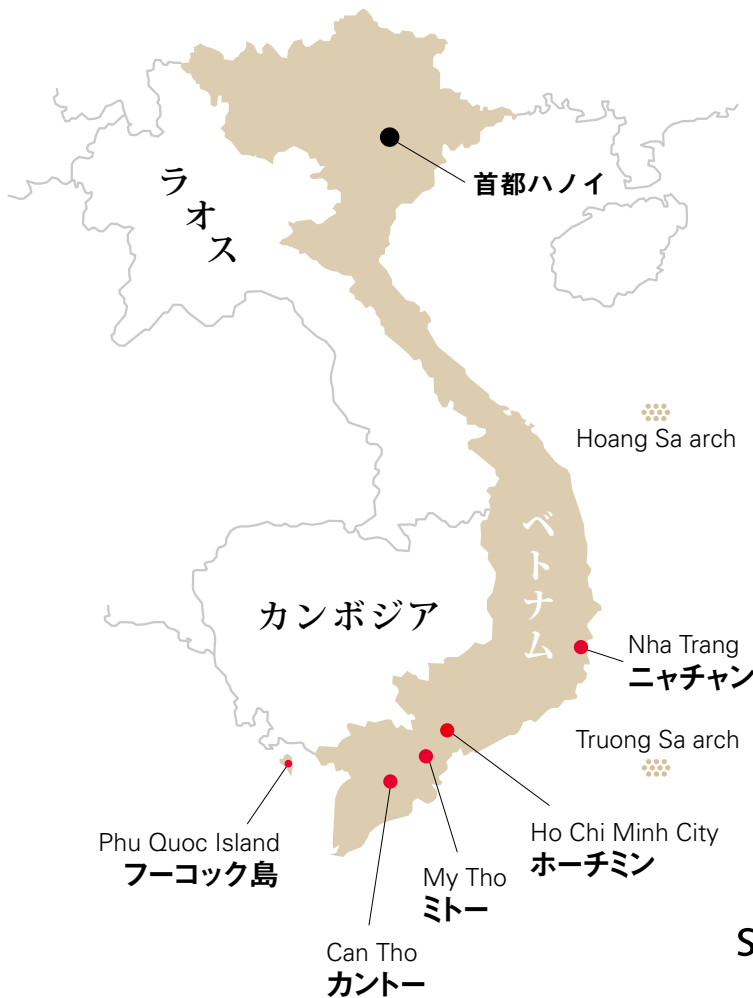 首都ハノイ
ラオス
Hoang Sa arch
ベトナム
カンボジア
Nha Trang
ニャチャン
Truong Sa arch
Phu Quoc Island
フーコック島
Ho Chi Minh City
ホーチミン
My Tho
ミトー
Can Tho
カントー
S